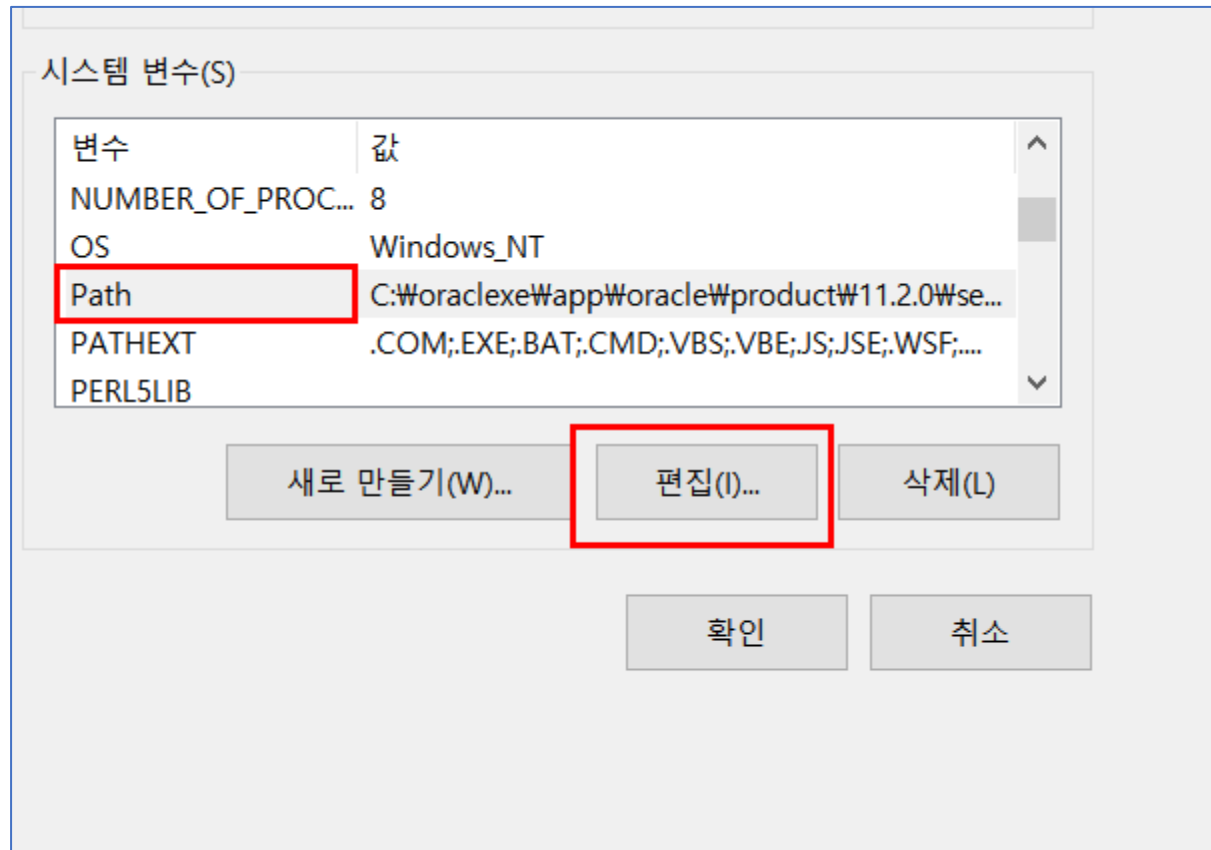 시스템 변수(S)
변수 값
NUMBER_OF_PROC... 8
OS Windows_NT
Path C:₩oraclexe₩app₩oracle₩product₩11.2.0₩se...
PATHEXT .COM;.EXE;.BAT;.CMD;.VBS;.VBE;.JS;.JSE;.WSF;....
PERL5LIB
새로 만들기(W)... 편집(I)... 삭제(L)
확인 취소